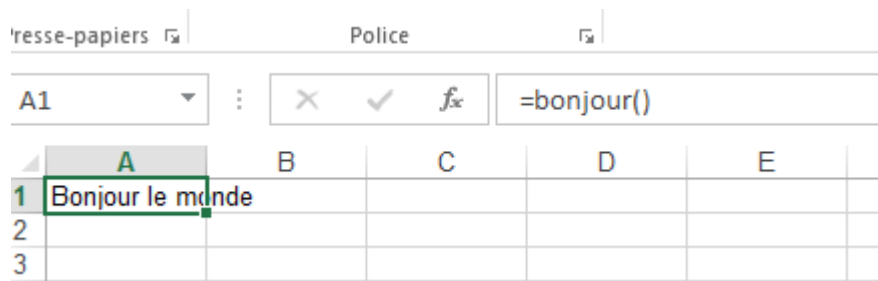 resse-papiers Police
A1 fx =bonjour()
A B C D E
1 Bonjour le monde
2
3